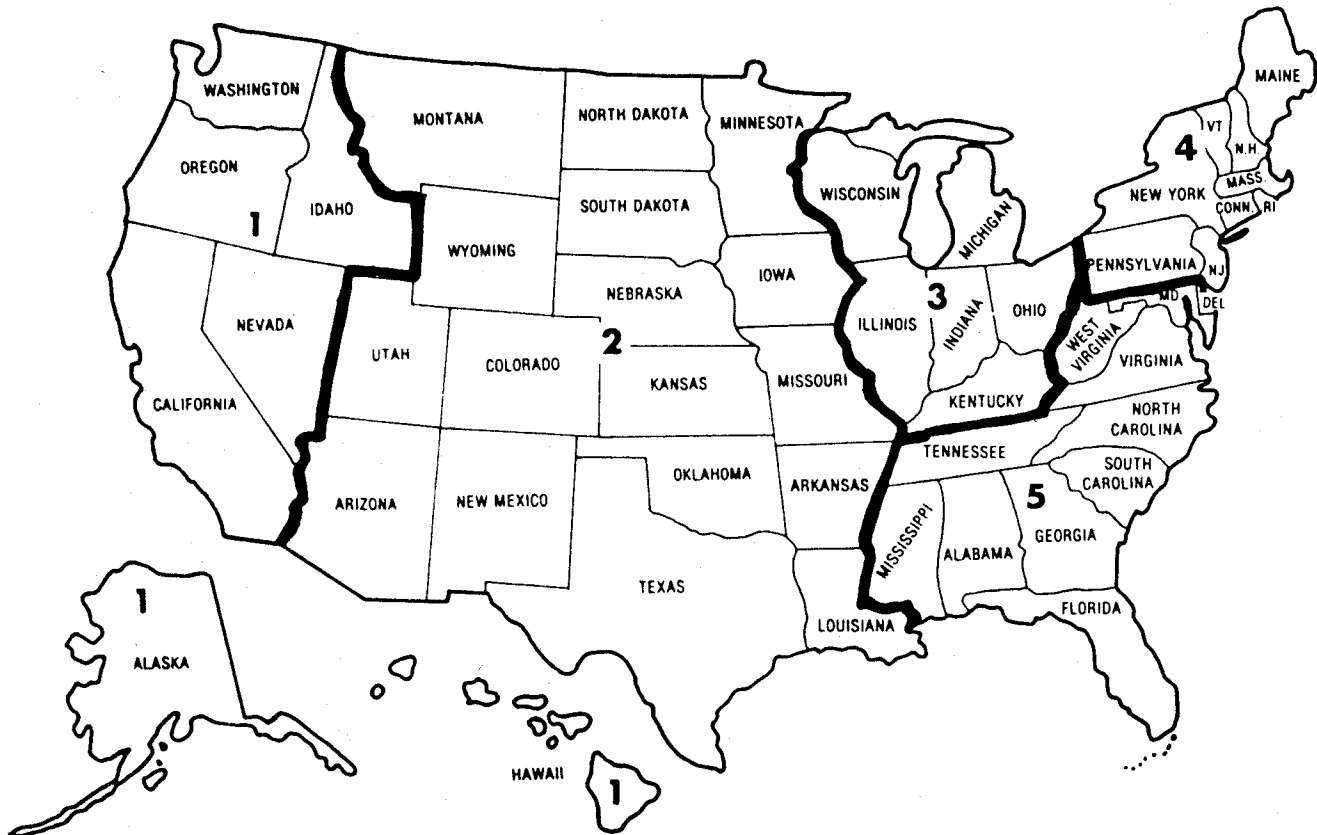 MAINE
WASHINGTON
MONTANA
NORTH DAKOTA
MINNESOTA
VT
N.H.
4
OREGON
IDAHO
1
SOUTH DAKOTA
WISCONSIN
MICHIGAN
NEW YORK
MASS.
CONN.
RI
WYOMING
IOWA
PENNSYLVANIA
NJ
NEBRASKA
3
ILLINOIS
INDIANA
OHIO
MD
DEL
NEVADA
UTAH
COLORADO
2
KANSAS
MISSOURI
WEST
VIRGINIA
VIRGINIA
CALIFORNIA
KENTUCKY
NORTH
CAROLINA
TENNESSEE
SOUTH
CAROLINA
ARIZONA
NEW MEXICO
OKLAHOMA
ARKANSAS
5
MISSISSIPPI
ALABAMA
GEORGIA
TEXAS
LOUISIANA
FLORIDA
1
ALASKA
HAWAII
1